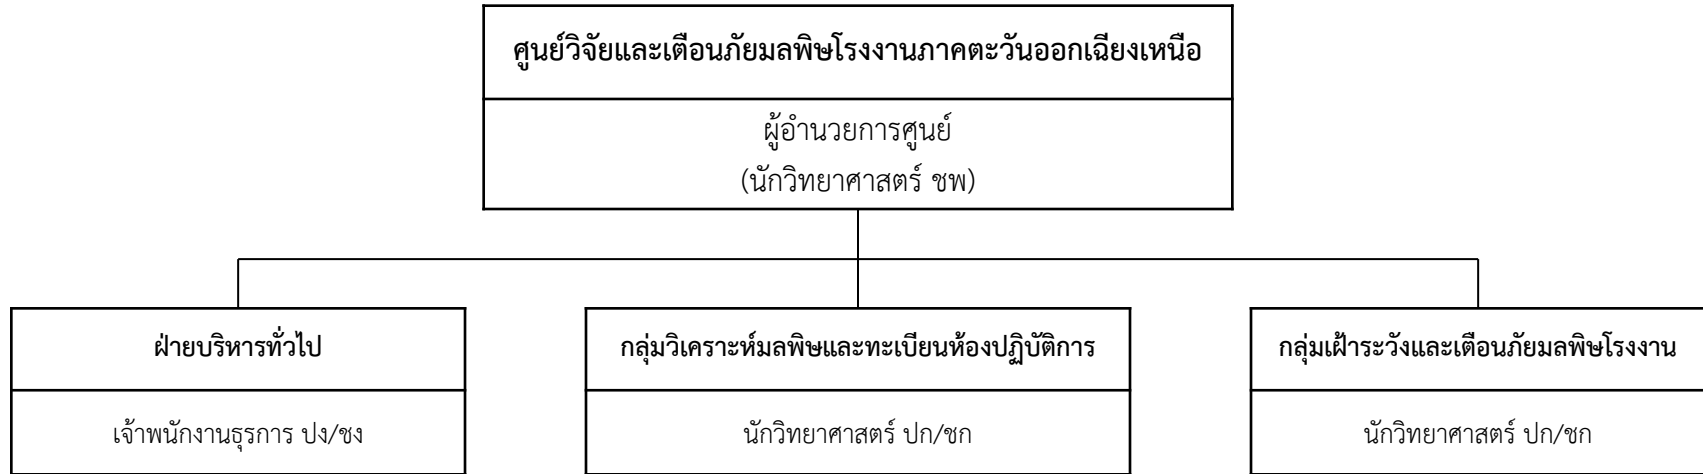 ศูนย์วิจัยและเตือนภัยมลพิษโรงงานภาคตะวันออกเฉียงเหนือ
ผู้อำนวยการศูนย์
(นักวิทยาศาสตร์ ชพ)
ฝ่ายบริหารทั่วไป
เจ้าพนักงานธุรการ ปง/ชง
กลุ่มวิเคราะห์มลพิษและทะเบียนห้องปฏิบัติการ
นักวิทยาศาสตร์ ปก/ชก
กลุ่มเฝ้าระวังและเตือนภัยมลพิษโรงงาน
นักวิทยาศาสตร์ ปก/ชก